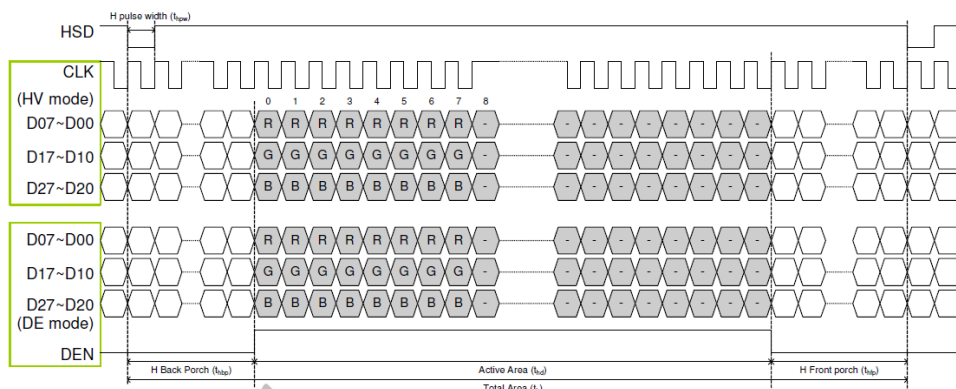 H pulse width (thpw)
HSD
CLK
(HV mode)
0 1 2 3 4 5 6 7 8
D07~D00 R R R R R R R R - - - - - - - - -
D17~D10 G G G G G G G G - - - - - - - - -
D27~D20 B B B B B B B B - - - - - - - - -
D07~D00 R R R R R R R R - - - - - - - - -
D17~D10 G G G G G G G G - - - - - - - - -
D27~D20 B B B B B B B B - - - - - - - - -
(DE mode)
DEN
H Back Porch (thbp) Active Area (thd) H Front porch (thfp)
Total Area (t